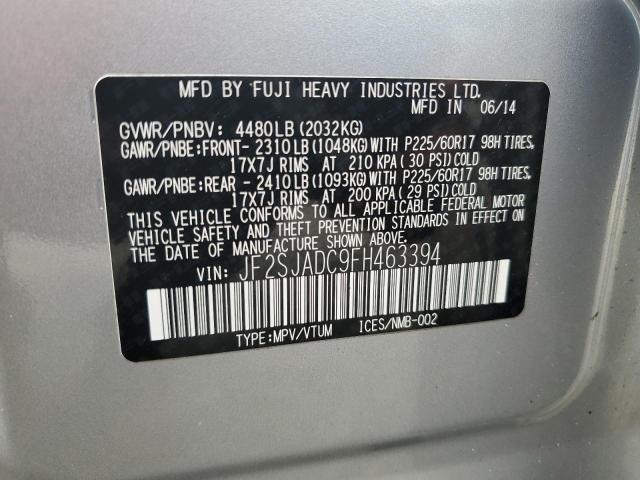 MFD BY FUJI HEAVY INDUSTRIES LTD.
MFD IN 06/14
GVWR/PNBV: 4480LB (2032KG)
GAWR/PNBE:FRONT- 2310LB (1048KG)WITH P225/60R17 98H TIRES,
17X7J RIMS AT 210 KPA ( 30 PSI)COLD
GAWR/PNBE:REAR - 2410LB (1093KG)WITH P225/60R17 98H TIRES,
17X7J RIMS AT 200 KPA ( 29 PSI)COLD
THIS VEHICLE CONFORMS TO ALL APPLICABLE FEDERAL MOTOR
VEHICLE SAFETY AND THEFT PREVENTION STANDARDS IN EFFECT ON
THE DATE OF MANUFACTURE SHOWN ABOVE.
VIN: JF2SJADC9FH463394
TYPE:MPV/VTUM ICES/NMB-002